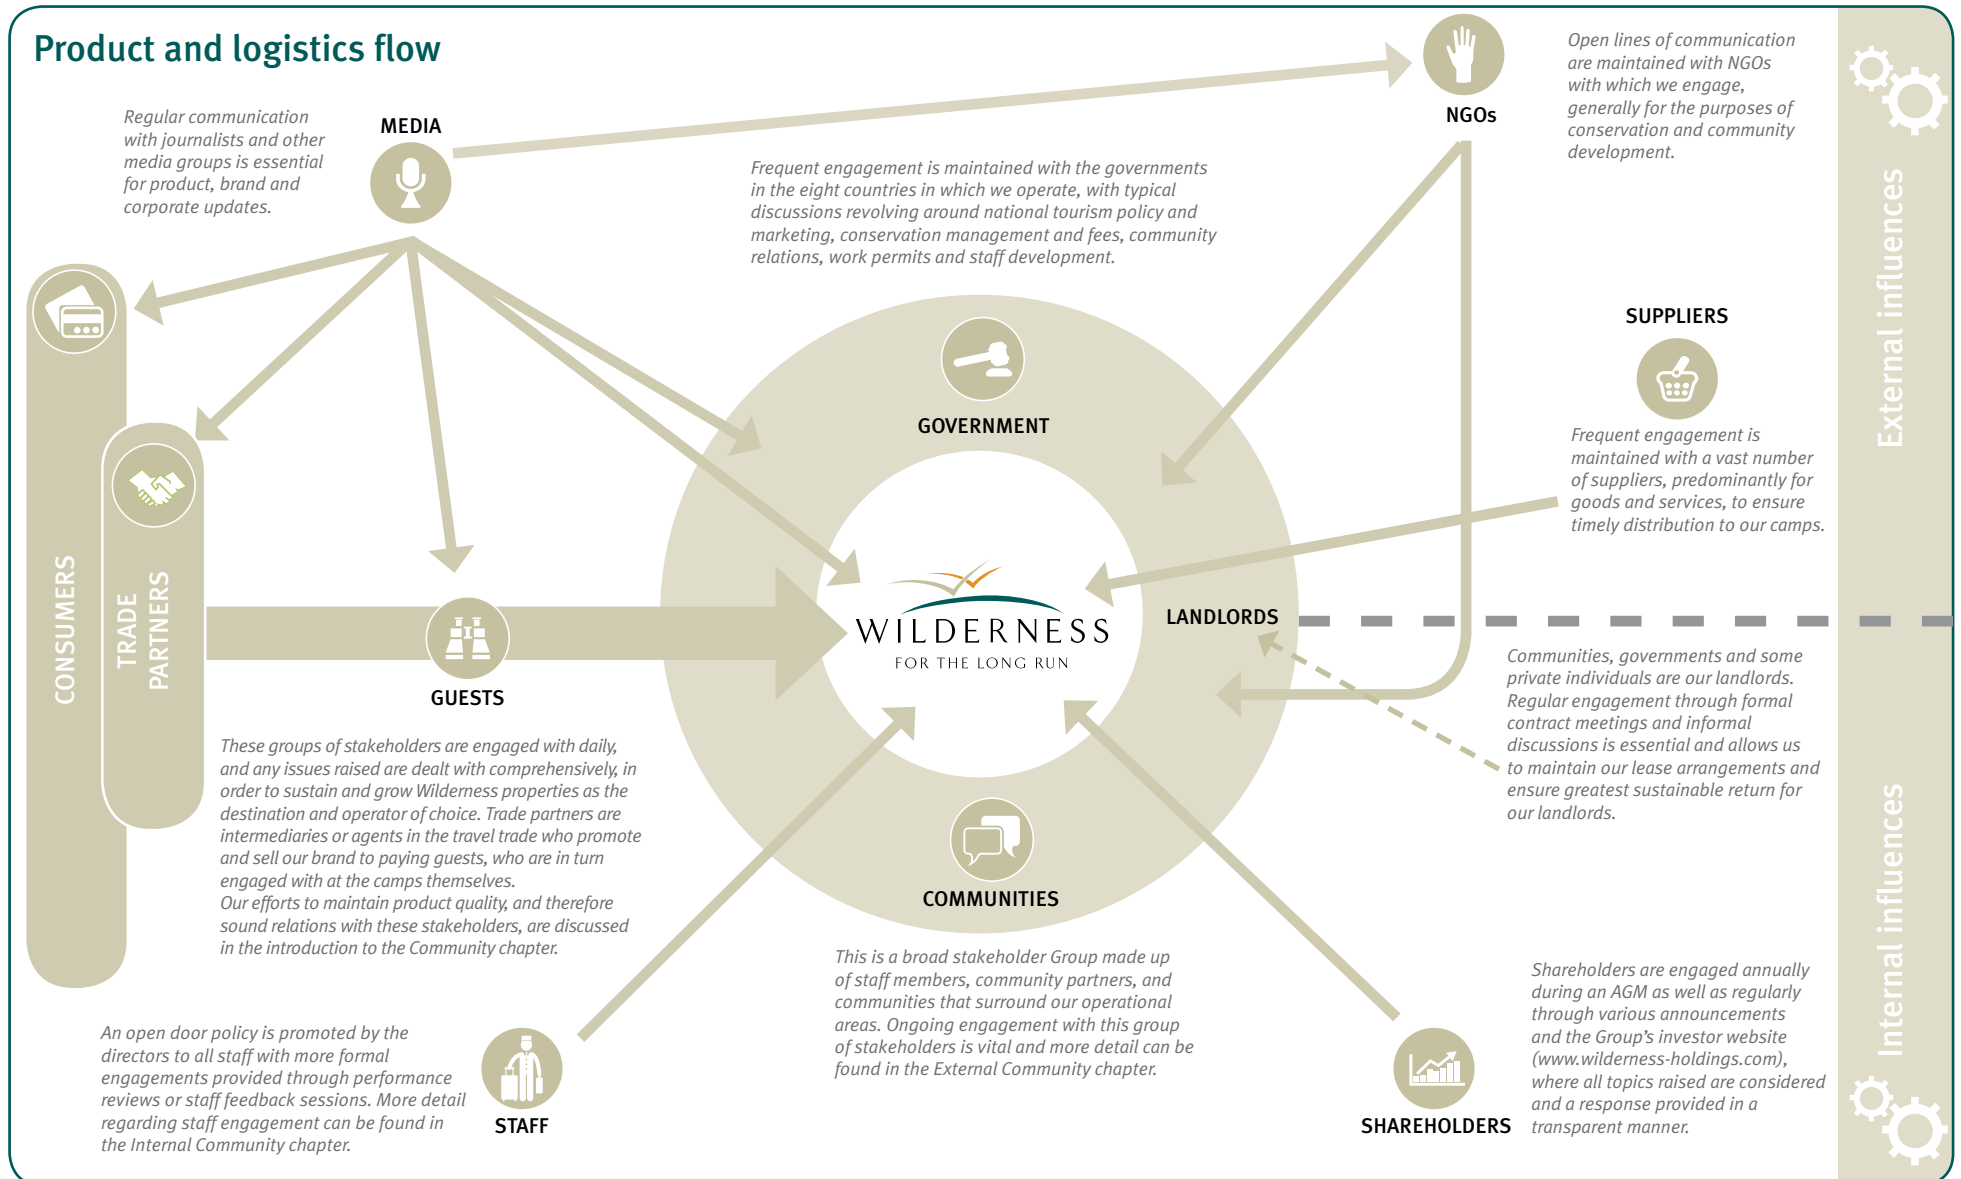 Product and logistics flow
Regular communication
with journalists and other
media groups is essential
for product, brand and
corporate updates.
MEDIA
Frequent engagement is maintained with the governments
in the eight countries in which we operate, with typical
discussions revolving around national tourism policy and
marketing, conservation management and fees, community
relations, work permits and staff development.
NGOs
Open lines of communication
are maintained with NGOs
with which we engage,
generally for the purposes of
conservation and community
development.
External influences
SUPPLIERS
Frequent engagement is
maintained with a vast number
of suppliers, predominantly for
goods and services, to ensure
timely distribution to our camps.
GOVERNMENT
CONSUMERS
TRADE
PARTNERS
GUESTS
WILDERNESS
FOR THE LONG RUN
LANDLORDS
Communities, governments and some
private individuals are our landlords.
Regular engagement through formal
contract meetings and informal
discussions is essential and allows us
to maintain our lease arrangements and
ensure greatest sustainable return for
our landlords.
These groups of stakeholders are engaged with daily,
and any issues raised are dealt with comprehensively, in
order to sustain and grow Wilderness properties as the
destination and operator of choice. Trade partners are
intermediaries or agents in the travel trade who promote
and sell our brand to paying guests, who are in turn
engaged with at the camps themselves.
Our efforts to maintain product quality, and therefore
sound relations with these stakeholders, are discussed
in the introduction to the Community chapter.
COMMUNITIES
This is a broad stakeholder Group made up
of staff members, community partners, and
communities that surround our operational
areas. Ongoing engagement with this group
of stakeholders is vital and more detail can be
found in the External Community chapter.
Internal influences
An open door policy is promoted by the
directors to all staff with more formal
engagements provided through performance
reviews or staff feedback sessions. More detail
regarding staff engagement can be found in
the Internal Community chapter.
STAFF
SHAREHOLDERS
Shareholders are engaged annually
during an AGM as well as regularly
through various announcements
and the Group's investor website
(www.wilderness-holdings.com),
where all topics raised are considered
and a response provided in a
transparent manner.